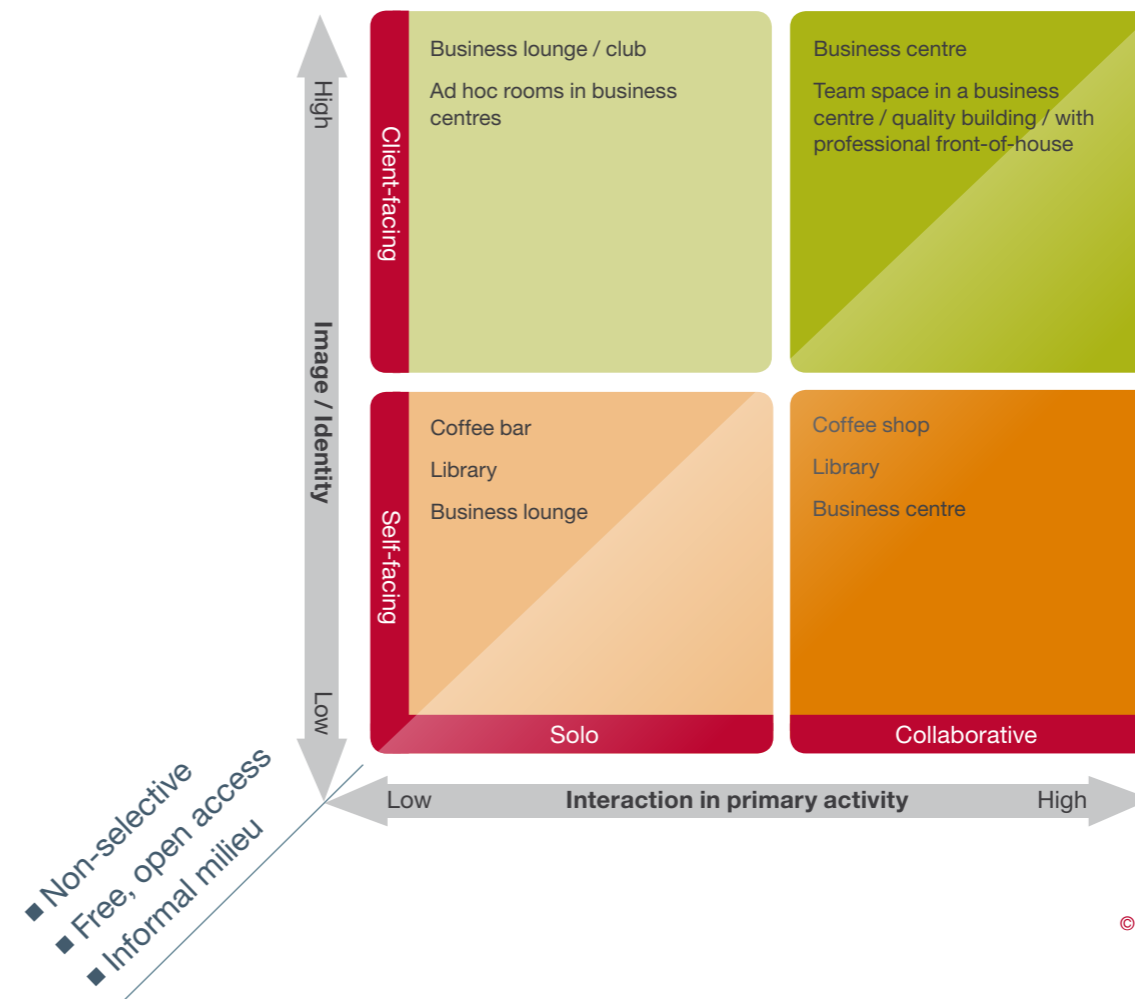 High
Image / Identity
Low
Client-facing
Self-facing
Business lounge / club
Ad hoc rooms in business
centres
Business centre
Team space in a business
centre / quality building / with
professional front-of-house
Coffee bar
Library
Business lounge
Coffee shop
Library
Business centre
Solo
Collaborative
Low
Interaction in primary activity
High
■ Non-selective
■ Free, open access
■ Informal milieu
©